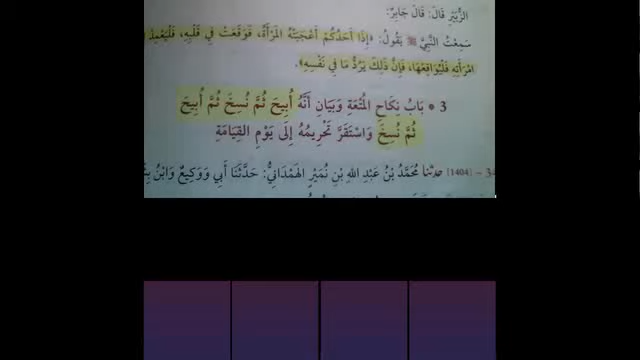 الزُّبَيْرِ قَالَ: قَالَ جَابِرٌ:
سَمِعْتُ النَّبِيَّ ﷺ يَقُولُ: «إِذَا أَحَدُكُمْ أَعْجَبَتْهُ الْمَرْأَةُ، فَوَقَعَتْ فِي قَلْبِهِ، فَلْيَعْمِدْ
امْرَأَتِهِ فَلْيُوَاقِعْهَا، فَإِنَّ ذَلِكَ يَرُدُّ مَا فِي نَفْسِهِ».
3 * بَابُ نِكَاحِ الْمُتْعَةِ وَبَيَانِ أَنَّهُ أُبِيحَ ثُمَّ نُسِخَ ثُمَّ أُبِيحَ
ثُمَّ نُسِخَ وَاسْتَقَرَّ تَحْرِيمُهُ إِلَى يَوْمِ الْقِيَامَةِ
[1404] حَدَّثَنَا مُحَمَّدُ بْنُ عَبْدِ اللهِ بْنِ نُمَيْرٍ الْهَمْدَانِيُّ: حَدَّثَنَا أَبِي وَوَكِيعٌ وَابْنُ